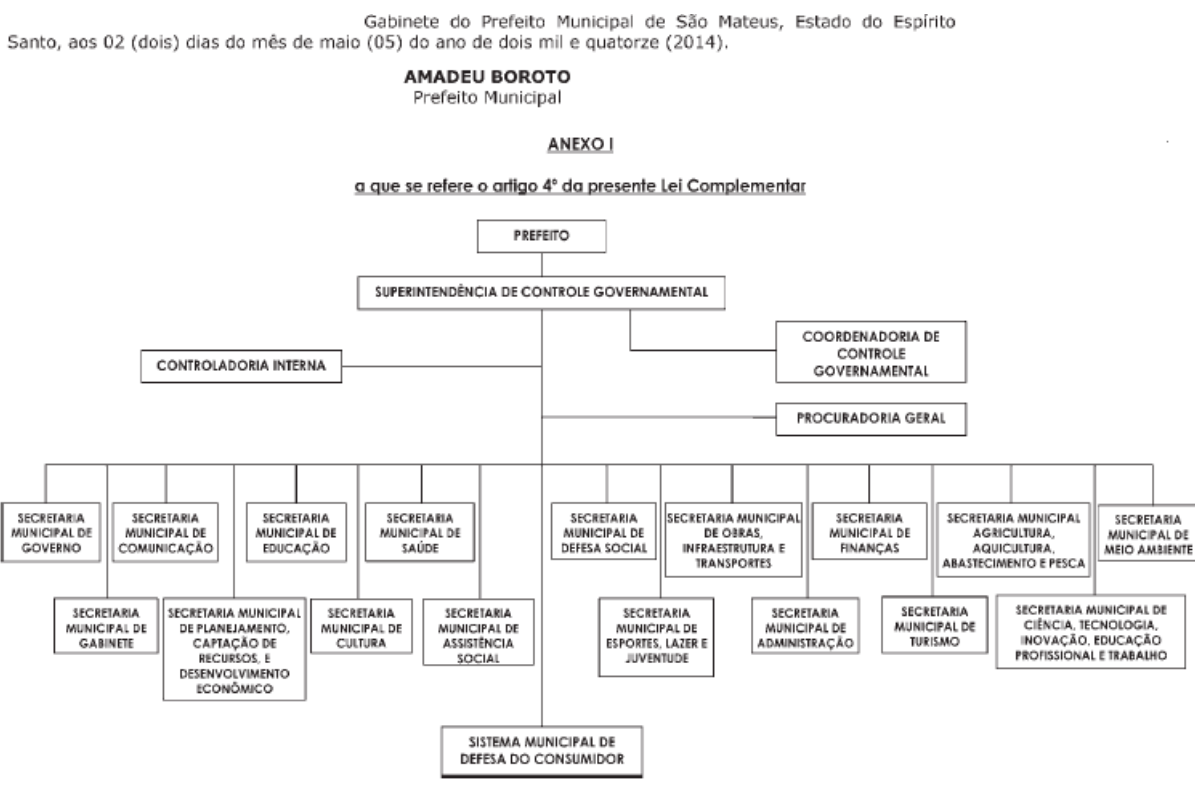 Gabinete do Prefeito Municipal de São Mateus, Estado do Espírito
Santo, aos 02 (dois) dias do mês de maio (05) do ano de dois mil e quatorze (2014).
AMADEU BOROTO
Prefeito Municipal
ANEXO I
a que se refere o artigo 4º da presente Lei Complementar
PREFEITO
SUPERINTENDÊNCIA DE CONTROLE GOVERNAMENTAL
COORDENADORIA DE
CONTROLE
GOVERNAMENTAL
CONTROLADORIA INTERNA
PROCURADORIA GERAL
SECRETARIA
MUNICIPAL DE
GOVERNO
SECRETARIA
MUNICIPAL DE
COMUNICAÇÃO
SECRETARIA
MUNICIPAL DE
EDUCAÇÃO
SECRETARIA
MUNICIPAL DE
SAÚDE
SECRETARIA
MUNICIPAL DE
DEFESA SOCIAL
SECRETARIA MUNICIPAL
DE OBRAS,
INFRAESTRUTURA E
TRANSPORTES
SECRETARIA
MUNICIPAL DE
FINANÇAS
SECRETARIA MUNICIPAL
AGRICULTURA,
AQUICULTURA,
ABASTECIMENTO E PESCA
SECRETARIA
MUNICIPAL DE
MEIO AMBIENTE
SECRETARIA
MUNICIPAL DE
GABINETE
SECRETARIA MUNICIPAL
DE PLANEJAMENTO,
CAPTAÇÃO DE
RECURSOS, E
DESENVOLVIMENTO
ECONÔMICO
SECRETARIA
MUNICIPAL DE
CULTURA
SECRETARIA
MUNICIPAL DE
ASSISTÊNCIA
SOCIAL
SECRETARIA
MUNICIPAL DE
ESPORTES, LAZER E
JUVENTUDE
SECRETARIA
MUNICIPAL DE
ADMINISTRAÇÃO
SECRETARIA
MUNICIPAL DE
TURISMO
SECRETARIA MUNICIPAL DE
CIÊNCIA, TECNOLOGIA,
INOVAÇÃO, EDUCAÇÃO
PROFISSIONAL E TRABALHO
SISTEMA MUNICIPAL DE
DEFESA DO CONSUMIDOR